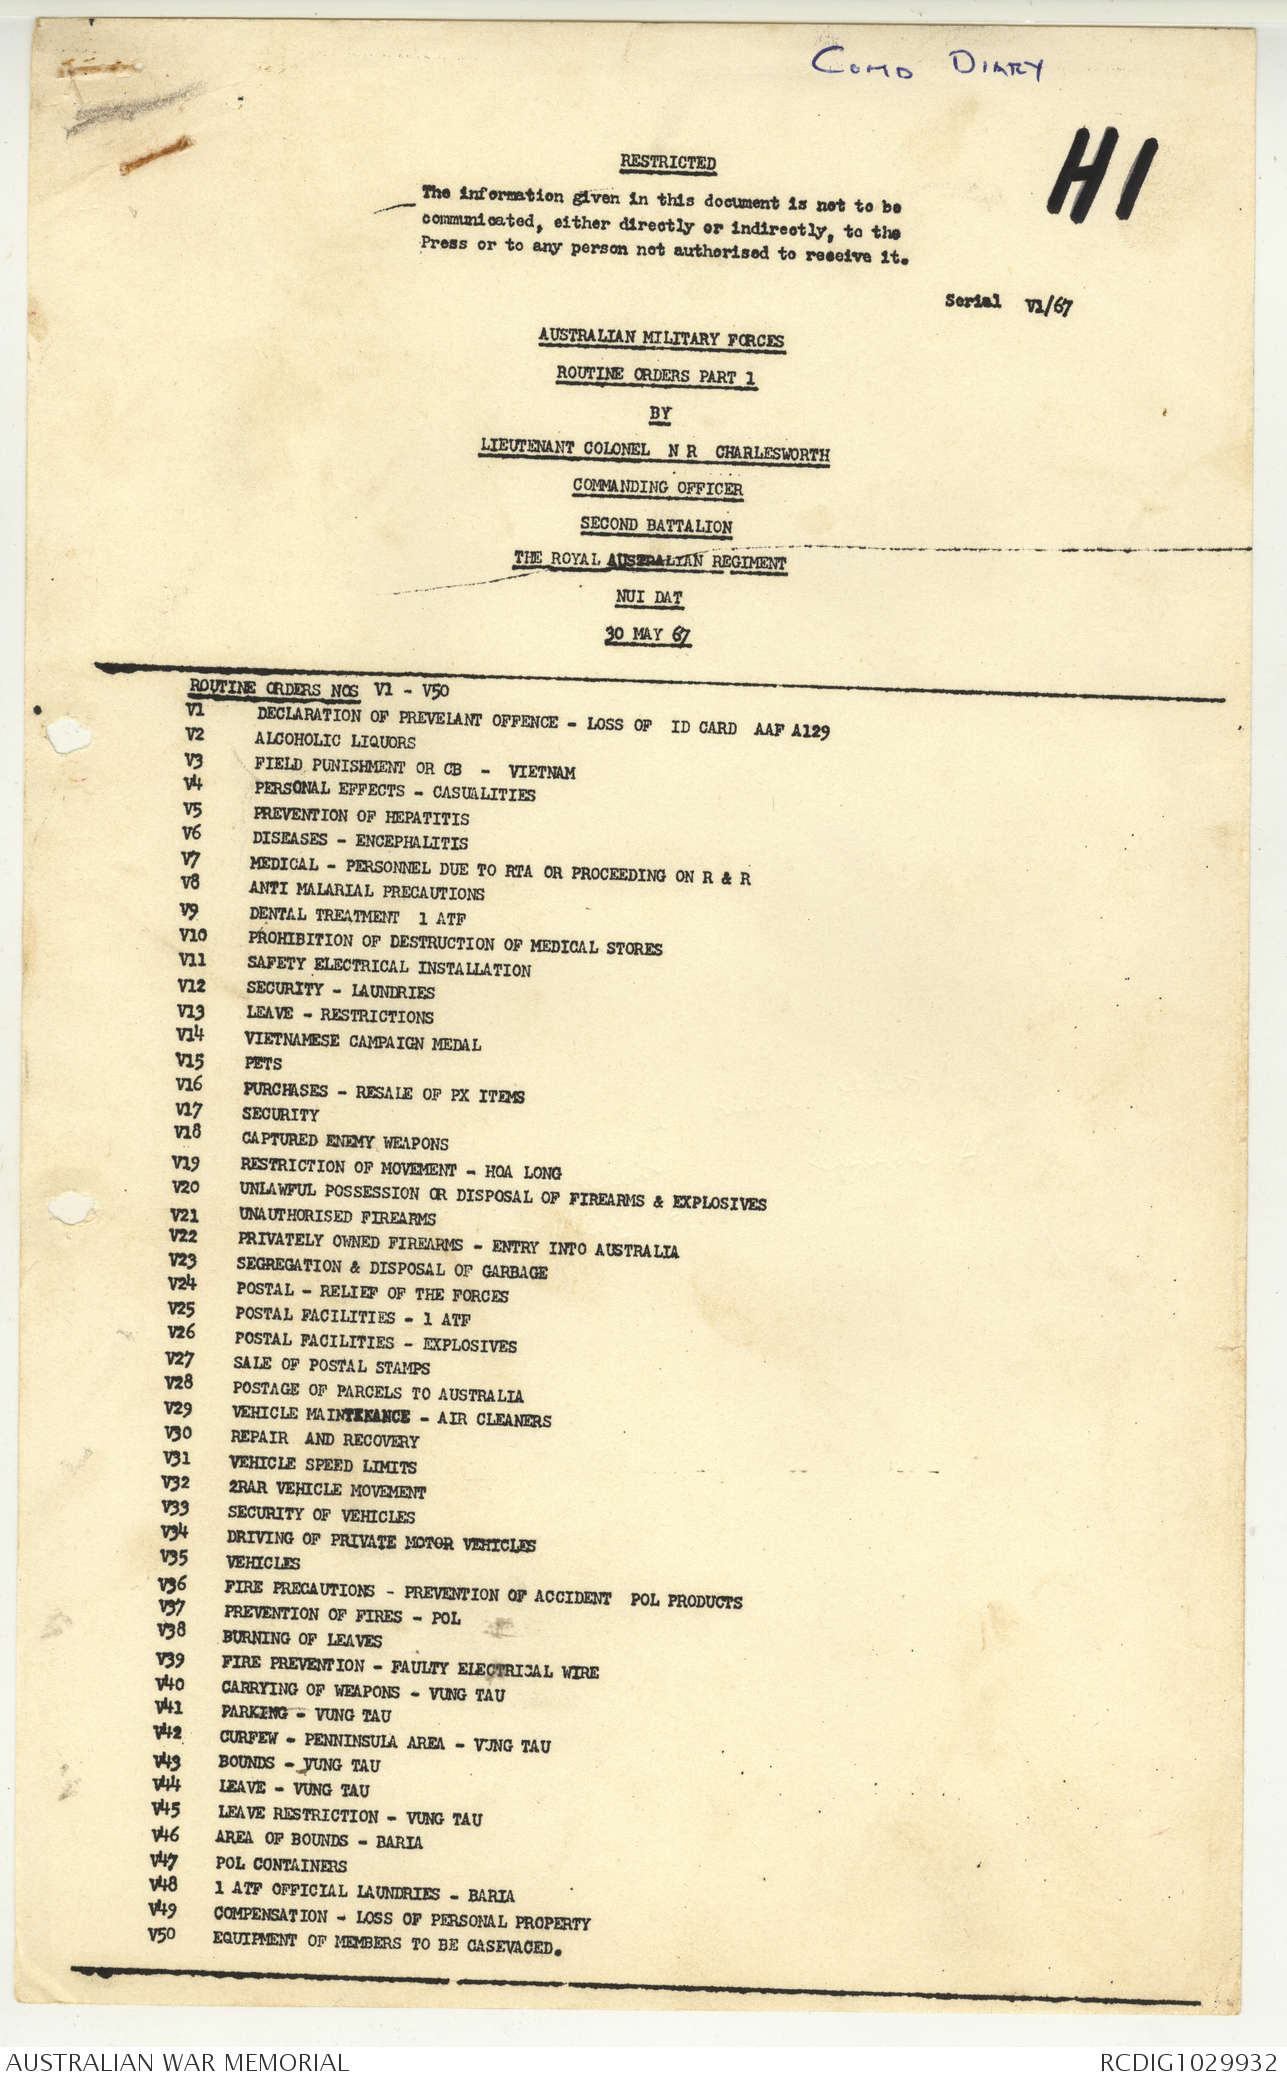 COMD DIARY
H1
RESTRICTED
The information given in this document is not to be
communicated, either directly or indirectly, to the
Press or to any person not authorised to receive it.
Serial V1/67
AUSTRALIAN MILITARY FORCES
ROUTINE ORDERS PART 1
BY
LIEUTENANT COLONEL N R CHARLESWORTH
COMMANDING OFFICER
SECOND BATTALION
THE ROYAL AUSTRALIAN REGIMENT
NUI DAT
30 MAY 67
ROUTINE ORDERS NOS V1 - V50
V1 DECLARATION OF PREVELANT OFFENCE - LOSS OF ID CARD AAF A129
V2 ALCOHOLIC LIQUORS
V3 FIELD PUNISHMENT OR CB - VIETNAM
V4 PERSONAL EFFECTS - CASUALITIES
V5 PREVENTION OF HEPATITIS
V6 DISEASES - ENCEPHALITIS
V7 MEDICAL - PERSONNEL DUE TO RTA OR PROCEEDING ON R & R
V8 ANTI MALARIAL PRECAUTIONS
V9 DENTAL TREATMENT 1 ATF
V10 PROHIBITION OF DESTRUCTION OF MEDICAL STORES
V11 SAFETY ELECTRICAL INSTALLATION
V12 SECURITY - LAUNDRIES
V13 LEAVE - RESTRICTIONS
V14 VIETNAMESE CAMPAIGN MEDAL
V15 PETS
V16 PURCHASES - RESALE OF PX ITEMS
V17 SECURITY
V18 CAPTURED ENEMY WEAPONS
V19 RESTRICTION OF MOVEMENT - HOA LONG
V20 UNLAWFUL POSSESSION OR DISPOSAL OF FIREARMS & EXPLOSIVES
V21 UNAUTHORISED FIREARMS
V22 PRIVATELY OWNED FIREARMS - ENTRY INTO AUSTRALIA
V23 SEGREGATION & DISPOSAL OF GARBAGE
V24 POSTAL - RELIEF OF THE FORCES
V25 POSTAL FACILITIES - 1 ATF
V26 POSTAL FACILITIES - EXPLOSIVES
V27 SALE OF POSTAL STAMPS
V28 POSTAGE OF PARCELS TO AUSTRALIA
V29 VEHICLE MAINTENANCE - AIR CLEANERS
V30 REPAIR AND RECOVERY
V31 VEHICLE SPEED LIMITS
V32 2RAR VEHICLE MOVEMENT
V33 SECURITY OF VEHICLES
V34 DRIVING OF PRIVATE MOTOR VEHICLES
V35 VEHICLES
V36 FIRE PRECAUTIONS - PREVENTION OF ACCIDENT POL PRODUCTS
V37 PREVENTION OF FIRES - POL
V38 BURNING OF LEAVES
V39 FIRE PREVENTION - FAULTY ELECTRICAL WIRE
V40 CARRYING OF WEAPONS - VUNG TAU
V41 PARKING - VUNG TAU
V42 CURFEW - PENNINSULA AREA - VUNG TAU
V43 BOUNDS - VUNG TAU
V44 LEAVE - VUNG TAU
V45 LEAVE RESTRICTION - VUNG TAU
V46 AREA OF BOUNDS - BARIA
V47 POL CONTAINERS
V48 1 ATF OFFICIAL LAUNDRIES - BARIA
V49 COMPENSATION - LOSS OF PERSONAL PROPERTY
V50 EQUIPMENT OF MEMBERS TO BE CASEVACED.
AUSTRALIAN WAR MEMORIAL
RCDIG1029932